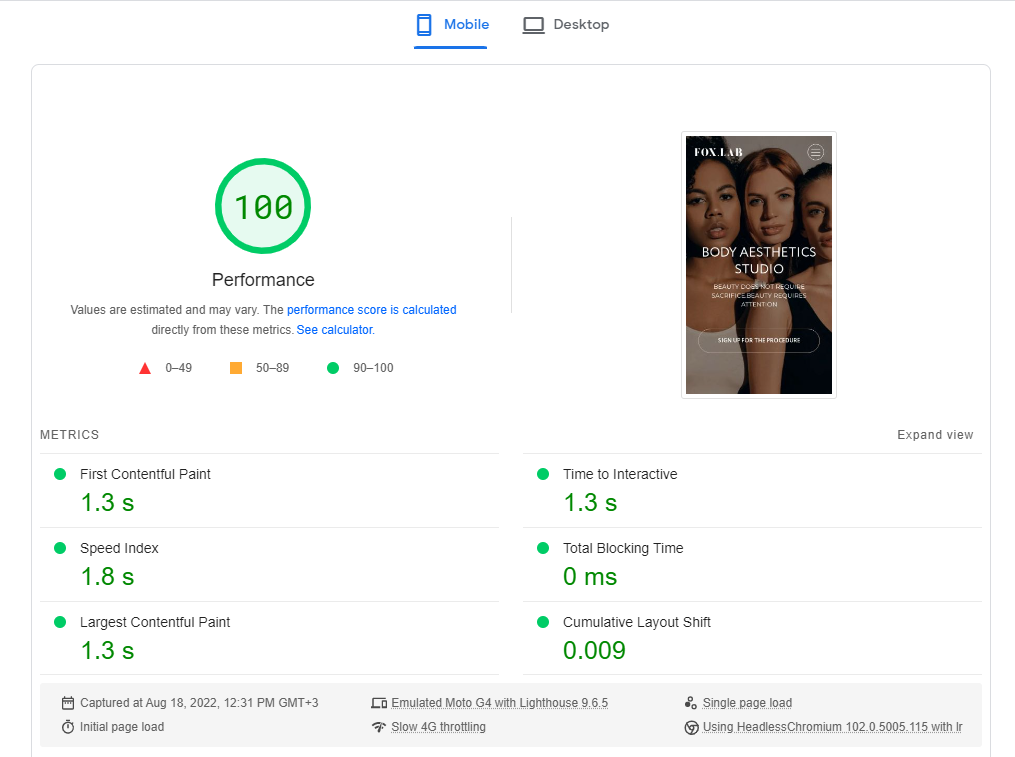 Mobile
Desktop
100
Performance
Values are estimated and may vary. The performance score is calculated
directly from these metrics. See calculator.
0–49
50–89
90–100
FOX.LAB
BODY AESTHETICS
STUDIO
BEAUTY DOES NOT REQUIRE
SACRIFICE.BEAUTY REQUIRES
ATTENTION
SIGN UP FOR THE PROCEDURE
METRICS
Expand view
First Contentful Paint
1.3 s
Time to Interactive
1.3 s
Speed Index
1.8 s
Total Blocking Time
0 ms
Largest Contentful Paint
1.3 s
Cumulative Layout Shift
0.009
Captured at Aug 18, 2022, 12:31 PM GMT+3
Emulated Moto G4 with Lighthouse 9.6.5
Single page load
Initial page load
Slow 4G throttling
Using HeadlessChromium 102.0.5005.115 with lr